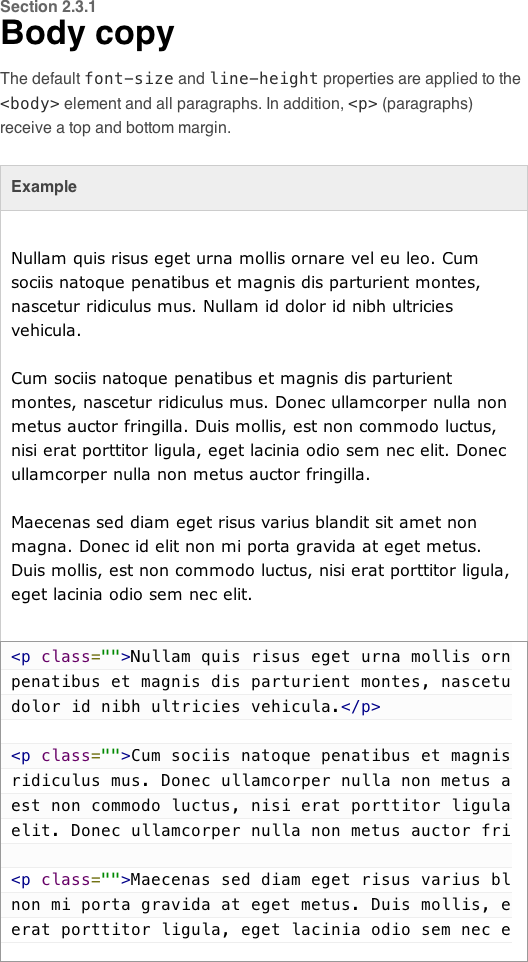 Section 2.3.1
Body copy
The default font-size and line-height properties are applied to the
<body> element and all paragraphs. In addition, <p> (paragraphs)
receive a top and bottom margin.
Example
Nullam quis risus eget urna mollis ornare vel eu leo. Cum
sociis natoque penatibus et magnis dis parturient montes,
nascetur ridiculus mus. Nullam id dolor id nibh ultricies
vehicula.
Cum sociis natoque penatibus et magnis dis parturient
montes, nascetur ridiculus mus. Donec ullamcorper nulla non
metus auctor fringilla. Duis mollis, est non commodo luctus,
nisi erat porttitor ligula, eget lacinia odio sem nec elit. Donec
ullamcorper nulla non metus auctor fringilla.
Maecenas sed diam eget risus varius blandit sit amet non
magna. Donec id elit non mi porta gravida at eget metus.
Duis mollis, est non commodo luctus, nisi erat porttitor ligula,
eget lacinia odio sem nec elit.
<p class="">Nullam quis risus eget urna mollis orn
penatibus et magnis dis parturient montes, nascetu
dolor id nibh ultricies vehicula.</p>
<p class="">Cum sociis natoque penatibus et magnis
ridiculus mus. Donec ullamcorper nulla non metus a
est non commodo luctus, nisi erat porttitor ligula
elit. Donec ullamcorper nulla non metus auctor fri
<p class="">Maecenas sed diam eget risus varius bl
non mi porta gravida at eget metus. Duis mollis, e
erat porttitor ligula, eget lacinia odio sem nec e